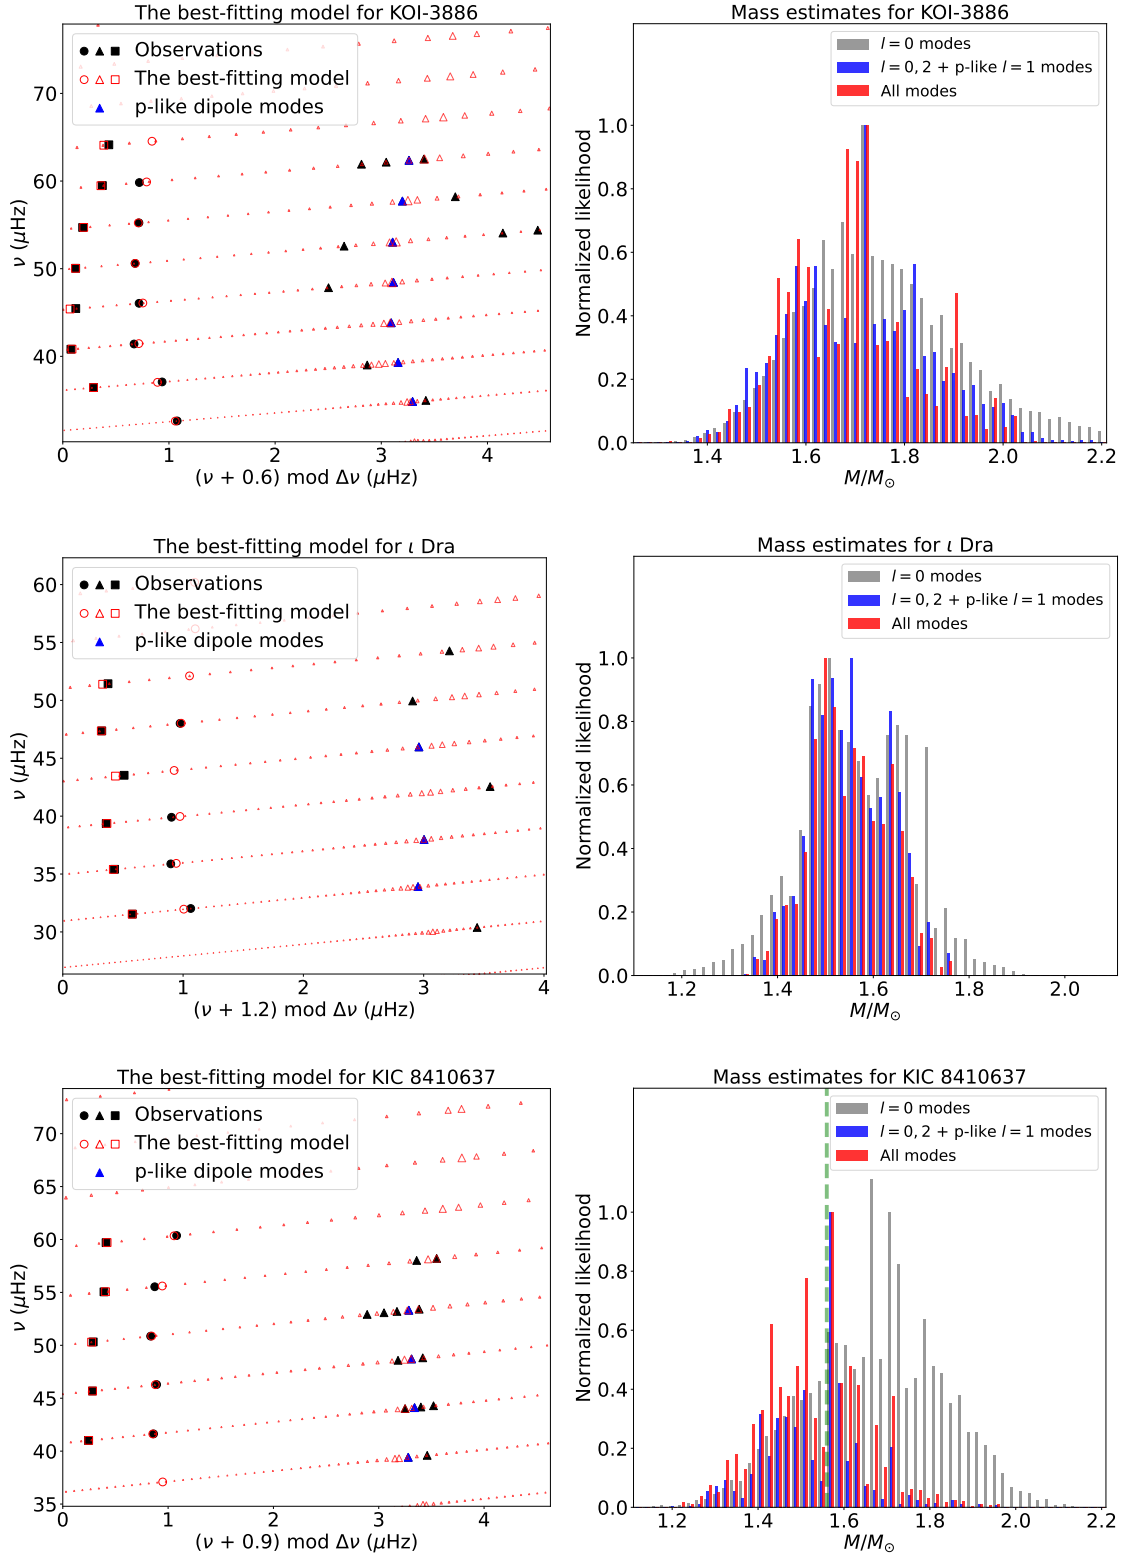 The best-fitting model for KOI-3886
Observations
The best-fitting model
p-like dipole modes
70
60
50
40
ν (μHz)
0 1 2 3 4
(ν + 0.6) mod Δν (μHz)
Mass estimates for KOI-3886
l = 0 modes
l = 0, 2 + p-like l = 1 modes
All modes
1.0
0.8
0.6
0.4
0.2
0.0
Normalized likelihood
1.4 1.6 1.8 2.0 2.2
M/M⊙
The best-fitting model for ι Dra
Observations
The best-fitting model
p-like dipole modes
60
55
50
45
40
35
30
ν (μHz)
0 1 2 3 4
(ν + 1.2) mod Δν (μHz)
Mass estimates for ι Dra
l = 0 modes
l = 0, 2 + p-like l = 1 modes
All modes
1.0
0.8
0.6
0.4
0.2
0.0
Normalized likelihood
1.2 1.4 1.6 1.8 2.0
M/M⊙
The best-fitting model for KIC 8410637
Observations
The best-fitting model
p-like dipole modes
70
65
60
55
50
45
40
35
ν (μHz)
0 1 2 3 4
(ν + 0.9) mod Δν (μHz)
Mass estimates for KIC 8410637
l = 0 modes
l = 0, 2 + p-like l = 1 modes
All modes
1.0
0.8
0.6
0.4
0.2
0.0
Normalized likelihood
1.2 1.4 1.6 1.8 2.0 2.2
M/M⊙